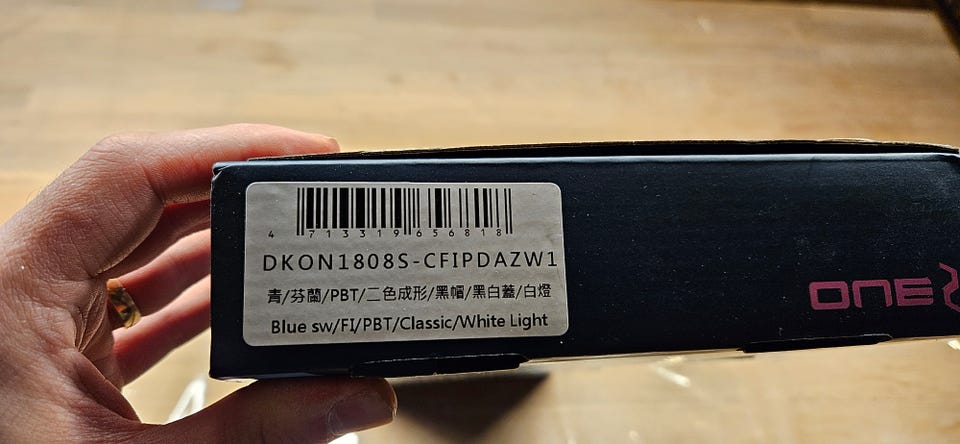 4 713319 656818
DKON1808S-CFIPDAZW1
青/芬蘭/PBT/二色成形/黑帽/黑白蓋/白燈
Blue sw/FI/PBT/Classic/White Light
ONE